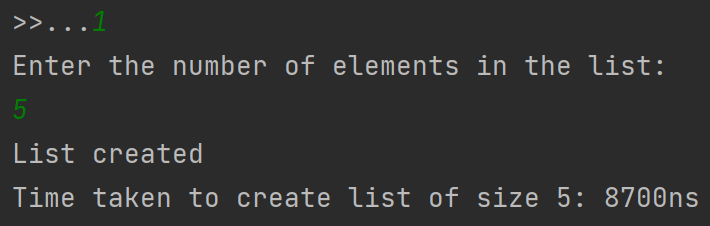 >>...1
Enter the number of elements in the list:
5
List created
Time taken to create list of size 5: 8700ns